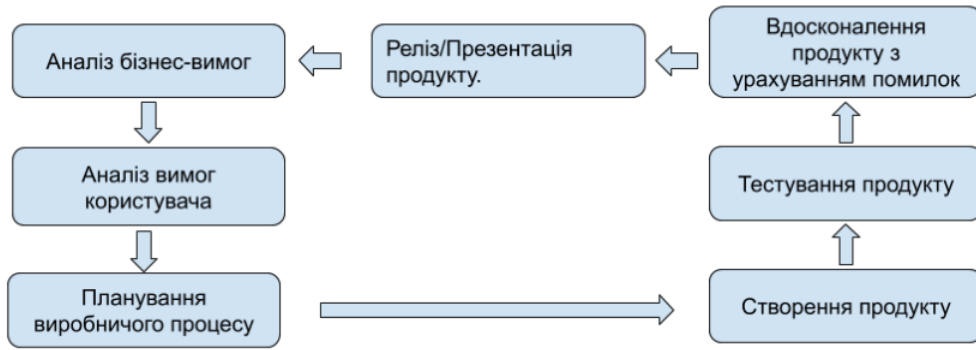 Аналіз бізнес-вимог
Реліз/Презентація
продукту.
Вдосконалення
продукту з
урахуванням помилок
Аналіз вимог
користувача
Тестування продукту
Планування
виробничого процесу
Створення продукту